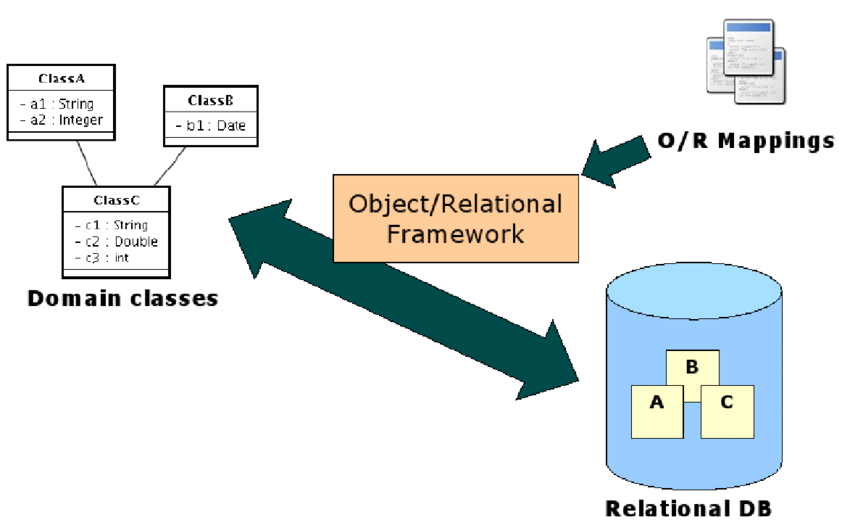 ClassA
- a1 : String
- a2 : Integer
ClassB
- b1 : Date
ClassC
- c1 : String
- c2 : Double
- c3 : int
Domain classes
O/R Mappings
Object/Relational
Framework
B
A C
Relational DB